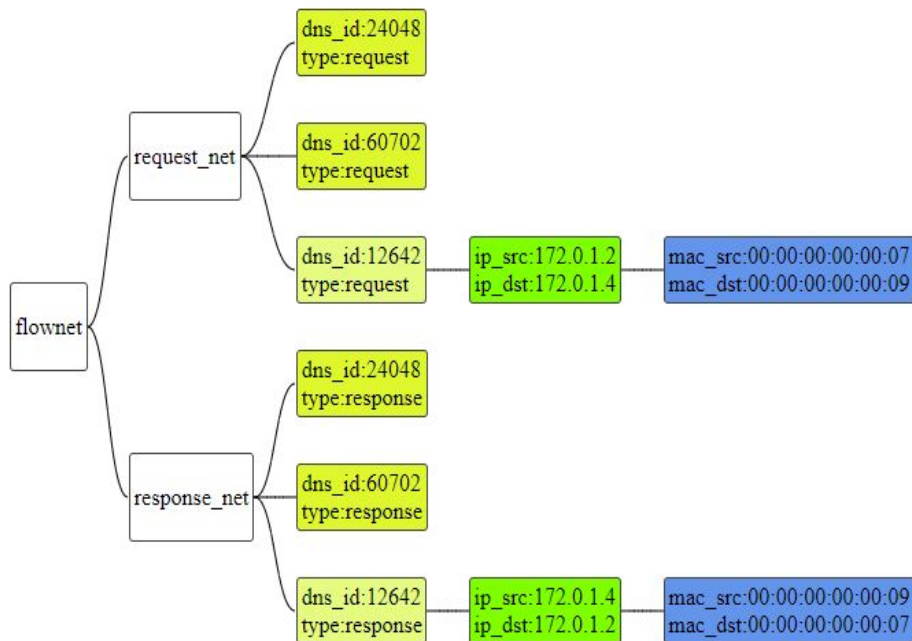 flownet
request_net
dns_id:24048
type:request
dns_id:60702
type:request
dns_id:12642
type:request
ip_src:172.0.1.2
ip_dst:172.0.1.4
mac_src:00:00:00:00:00:07
mac_dst:00:00:00:00:00:09
response_net
dns_id:24048
type:response
dns_id:60702
type:response
dns_id:12642
type:response
ip_src:172.0.1.4
ip_dst:172.0.1.2
mac_src:00:00:00:00:00:09
mac_dst:00:00:00:00:00:07